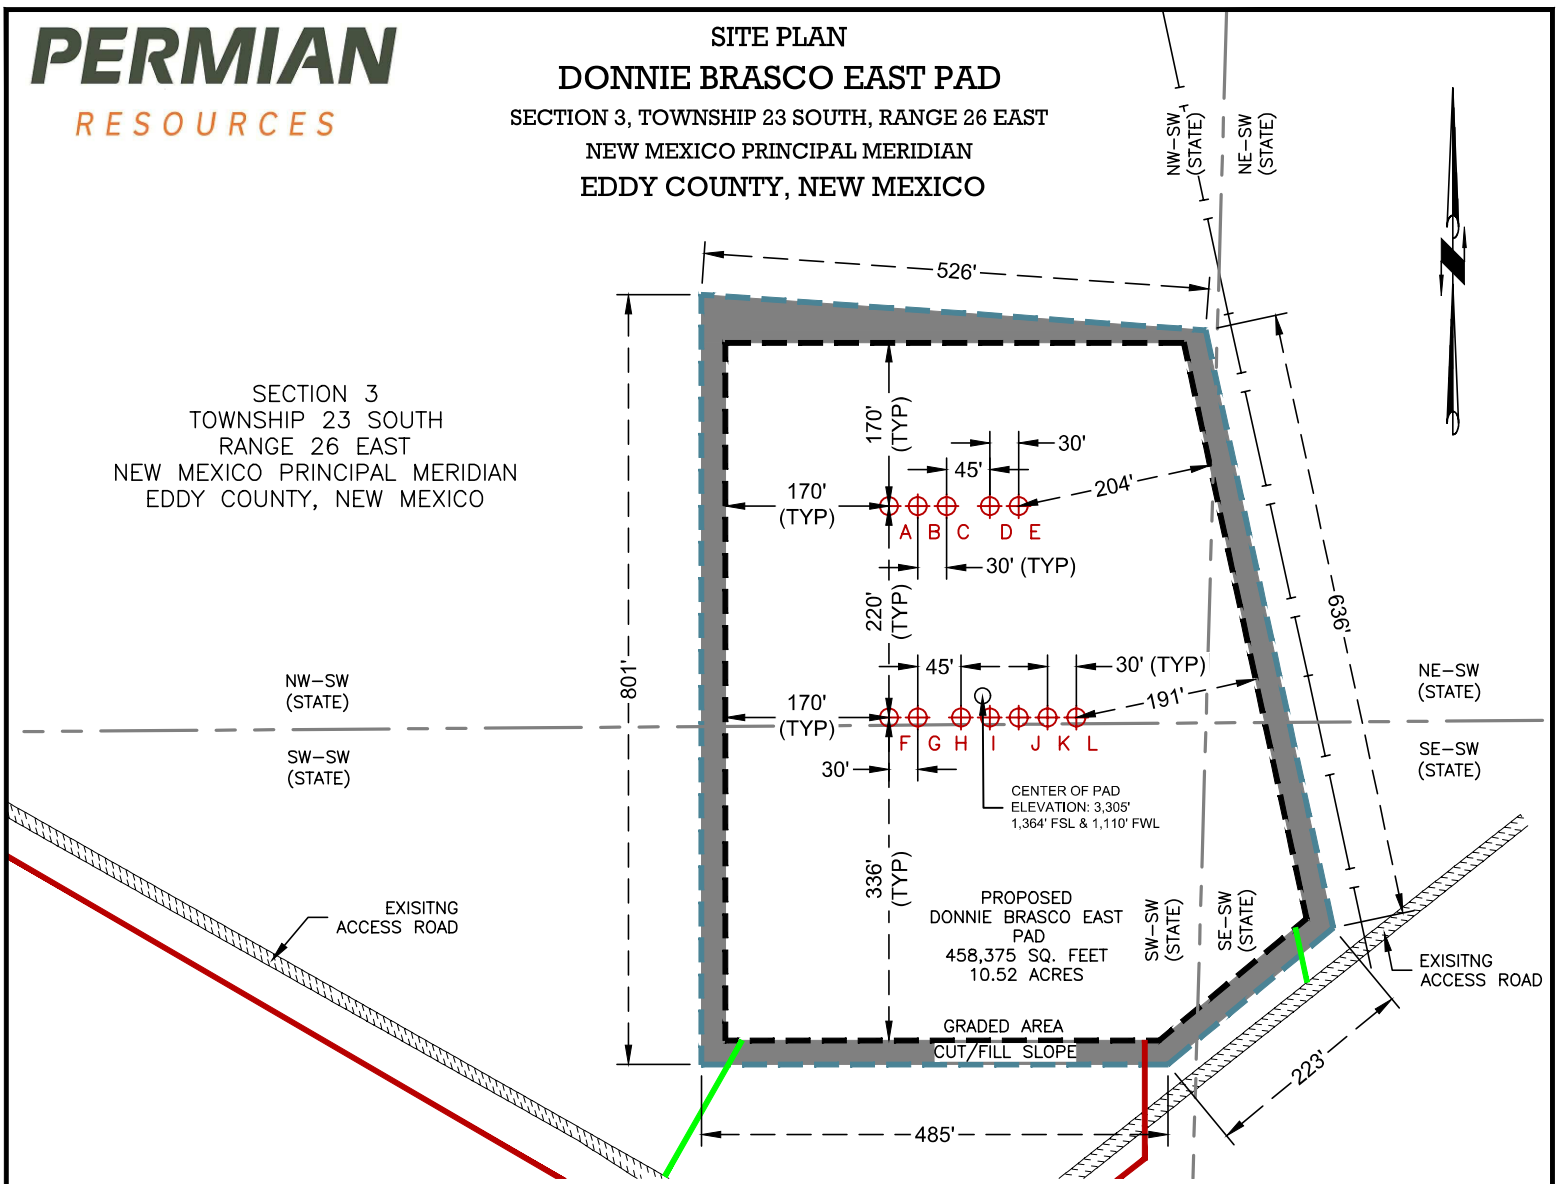 PERMIAN
RESOURCES
SITE PLAN
DONNIE BRASCO EAST PAD
SECTION 3, TOWNSHIP 23 SOUTH, RANGE 26 EAST
NEW MEXICO PRINCIPAL MERIDIAN
EDDY COUNTY, NEW MEXICO
NW-SW
(STATE)
NE-SW
(STATE)
526'
SECTION 3
TOWNSHIP 23 SOUTH
RANGE 26 EAST
NEW MEXICO PRINCIPAL MERIDIAN
EDDY COUNTY, NEW MEXICO
170'
(TYP)
30'
45'
204'
170'
(TYP)
A B C D E
30' (TYP)
220'
(TYP)
636'
801'
45'
30' (TYP)
191'
170'
(TYP)
F G H I J K L
30'
NW-SW
(STATE)
SW-SW
(STATE)
NE-SW
(STATE)
SE-SW
(STATE)
CENTER OF PAD
ELEVATION: 3,305'
1,364' FSL & 1,110' FWL
336'
(TYP)
PROPOSED
DONNIE BRASCO EAST
PAD
458,375 SQ. FEET
10.52 ACRES
SW-SW
(STATE)
SE-SW
(STATE)
EXISITNG
ACCESS ROAD
EXISITNG
ACCESS ROAD
GRADED AREA
CUT/FILL SLOPE
223'
485'